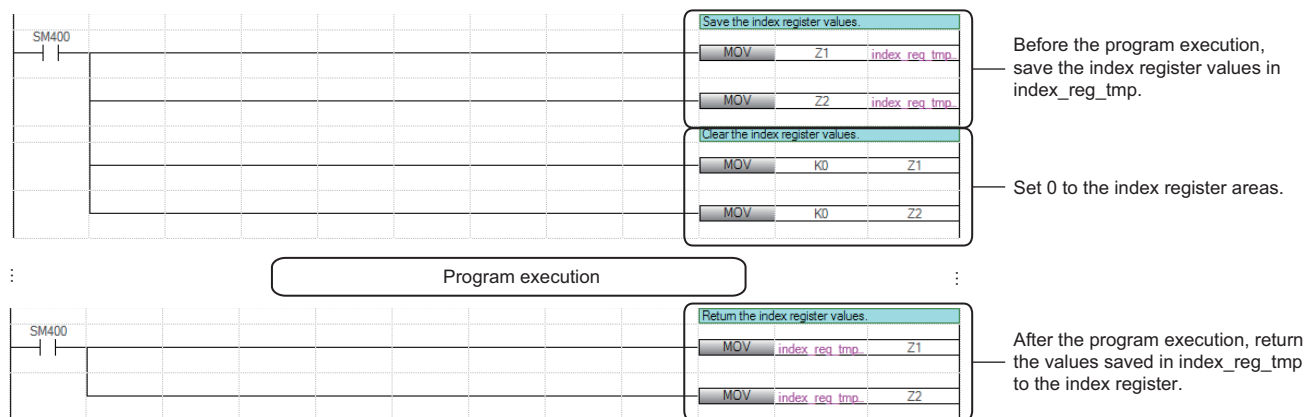 Save the index register values.
SM400
MOV Z1 index_reg_tmp..
Before the program execution,
save the index register values in
index_reg_tmp.
MOV Z2 index_reg_tmp..
Clear the index register values.
MOV K0 Z1
Set 0 to the index register areas.
MOV K0 Z2
Program execution
Return the index register values.
SM400
MOV index_reg_tmp.. Z1
After the program execution, return
the values saved in index_reg_tmp
to the index register.
MOV index_reg_tmp.. Z2